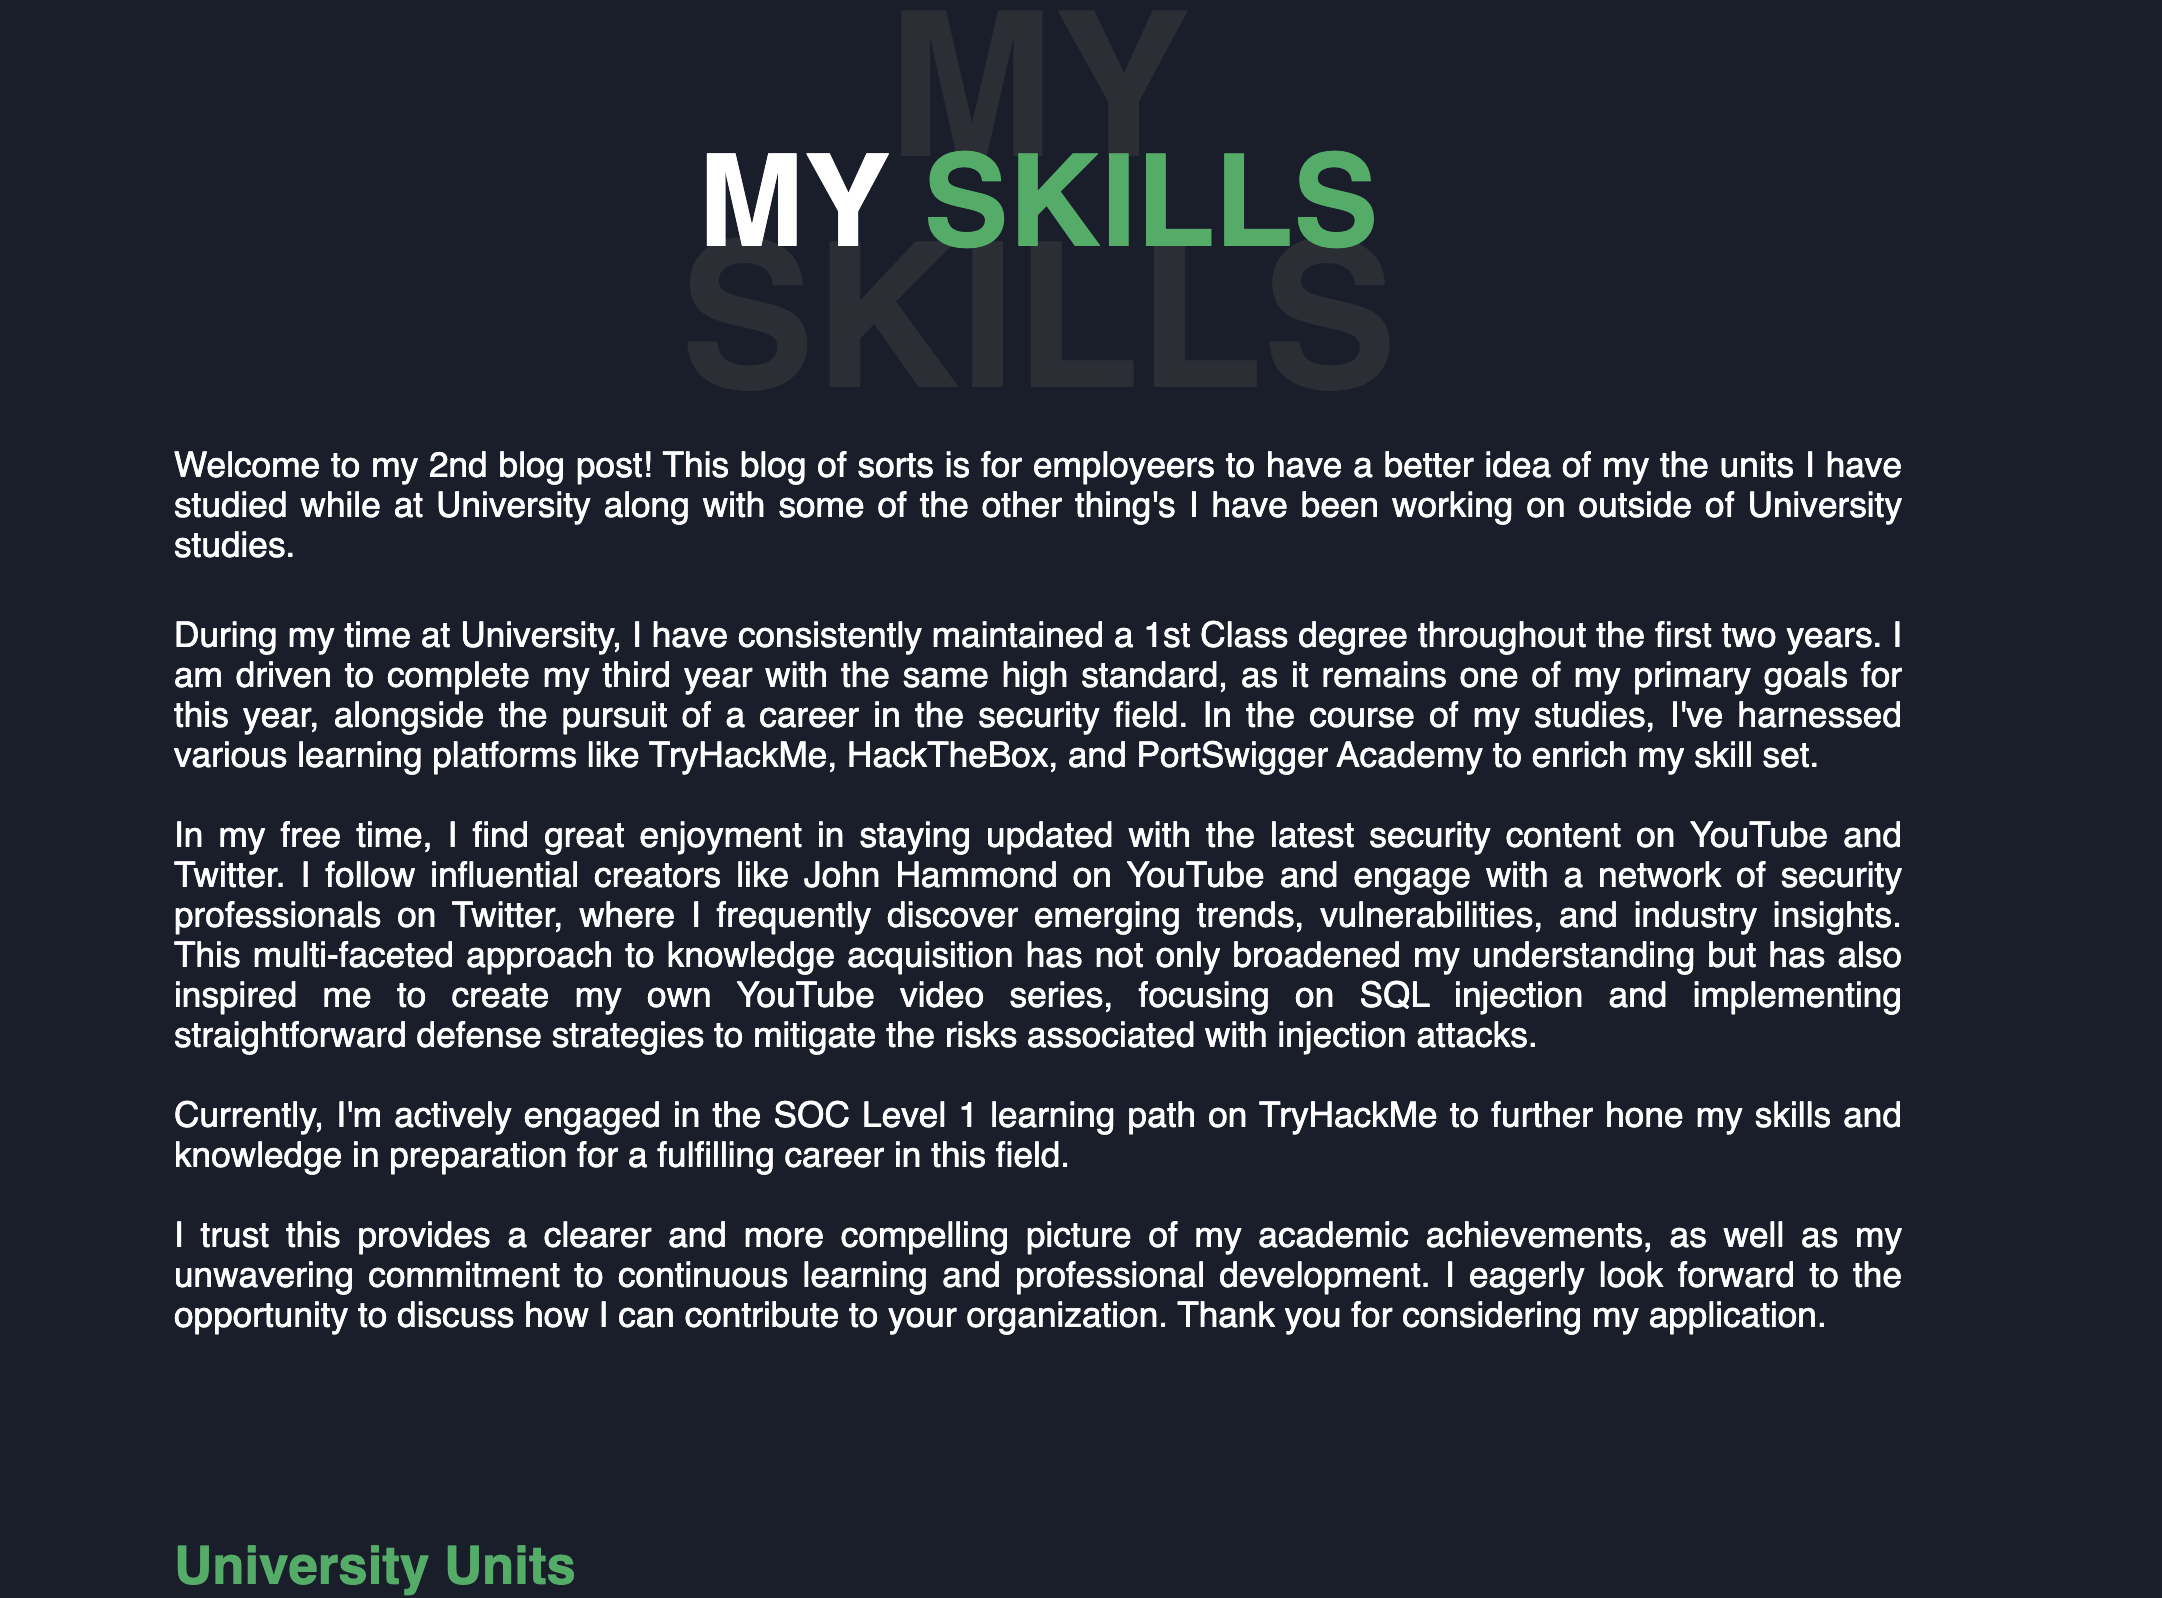 MY
MY SKILLS
SKILLS
Welcome to my 2nd blog post! This blog of sorts is for employeers to have a better idea of my the units I have
studied while at University along with some of the other thing's I have been working on outside of University
studies.
During my time at University, I have consistently maintained a 1st Class degree throughout the first two years. I
am driven to complete my third year with the same high standard, as it remains one of my primary goals for
this year, alongside the pursuit of a career in the security field. In the course of my studies, I've harnessed
various learning platforms like TryHackMe, HackTheBox, and PortSwigger Academy to enrich my skill set.
In my free time, I find great enjoyment in staying updated with the latest security content on YouTube and
Twitter. I follow influential creators like John Hammond on YouTube and engage with a network of security
professionals on Twitter, where I frequently discover emerging trends, vulnerabilities, and industry insights.
This multi-faceted approach to knowledge acquisition has not only broadened my understanding but has also
inspired me to create my own YouTube video series, focusing on SQL injection and implementing
straightforward defense strategies to mitigate the risks associated with injection attacks.
Currently, I'm actively engaged in the SOC Level 1 learning path on TryHackMe to further hone my skills and
knowledge in preparation for a fulfilling career in this field.
I trust this provides a clearer and more compelling picture of my academic achievements, as well as my
unwavering commitment to continuous learning and professional development. I eagerly look forward to the
opportunity to discuss how I can contribute to your organization. Thank you for considering my application.
University Units